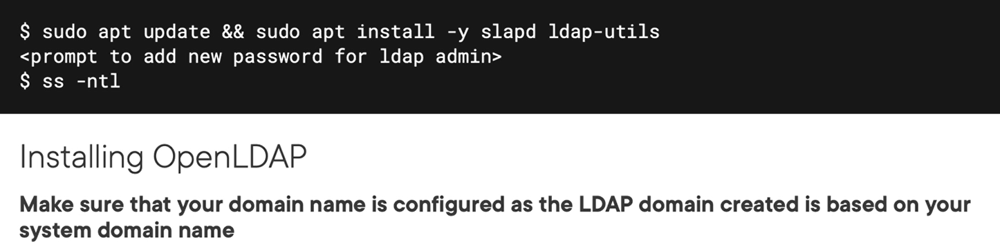 $ sudo apt update && sudo apt install -y slapd ldap-utils
<prompt to add new password for ldap admin>
$ ss -ntl
Installing OpenLDAP
Make sure that your domain name is configured as the LDAP domain created is based on your
system domain name